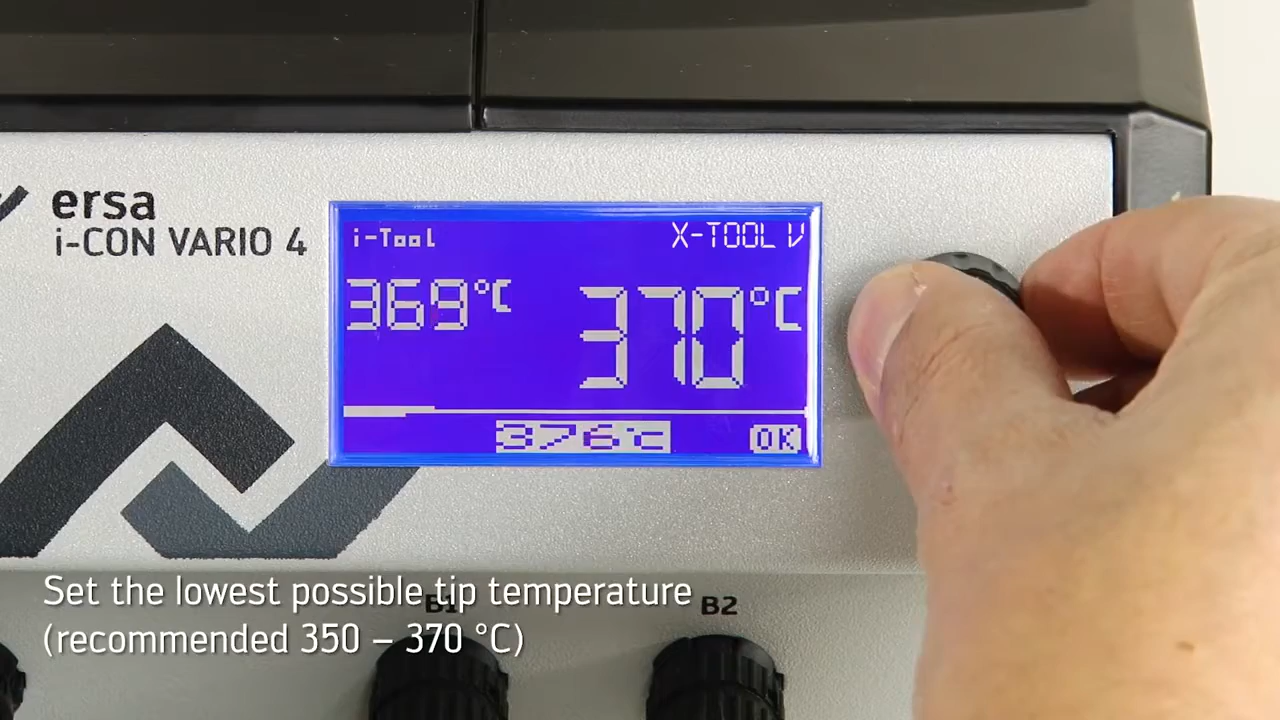 ersa
i-CON VARIO 4
i-Tool
X-TOOL V
369°C
370°C
376°C
OK
B1
B2
Set the lowest possible tip temperature
(recommended 350 – 370 °C)